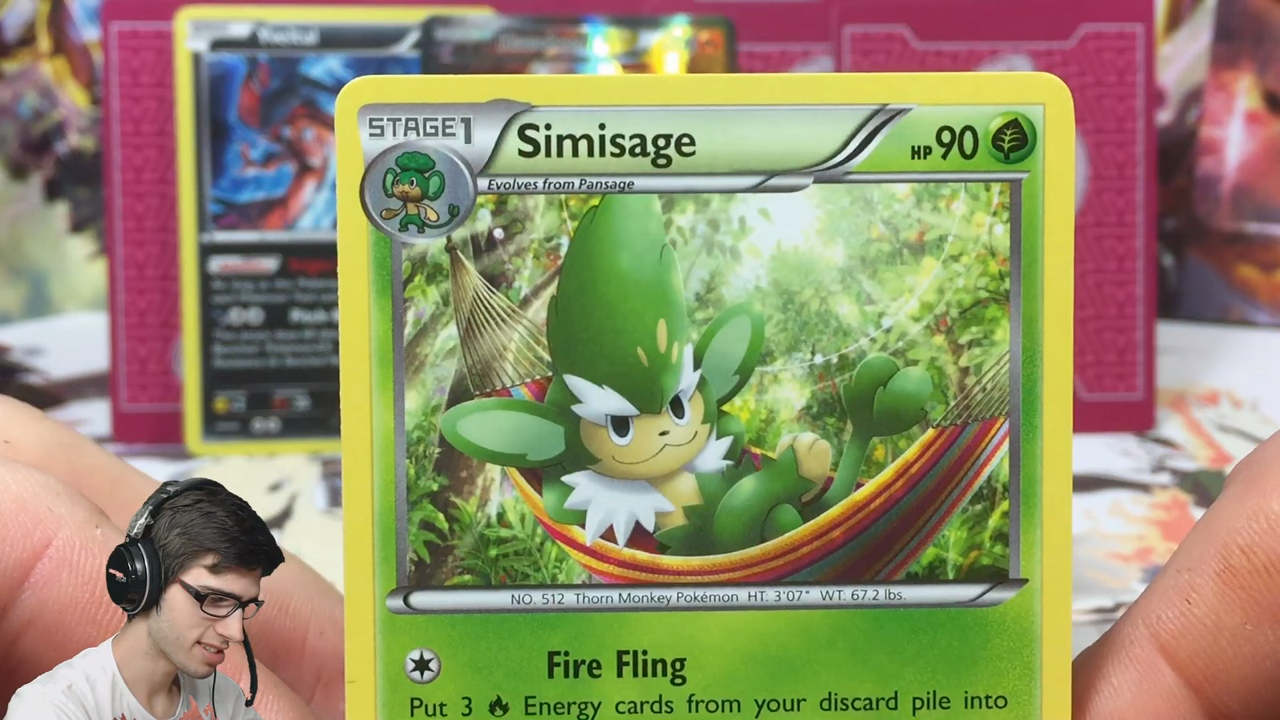 STAGE1 Simisage HP 90
Evolves from Pansage
NO. 512 Thorn Monkey Pokémon HT: 3'07" WT: 67.2 lbs.
Fire Fling
Put 3 Energy cards from your discard pile into